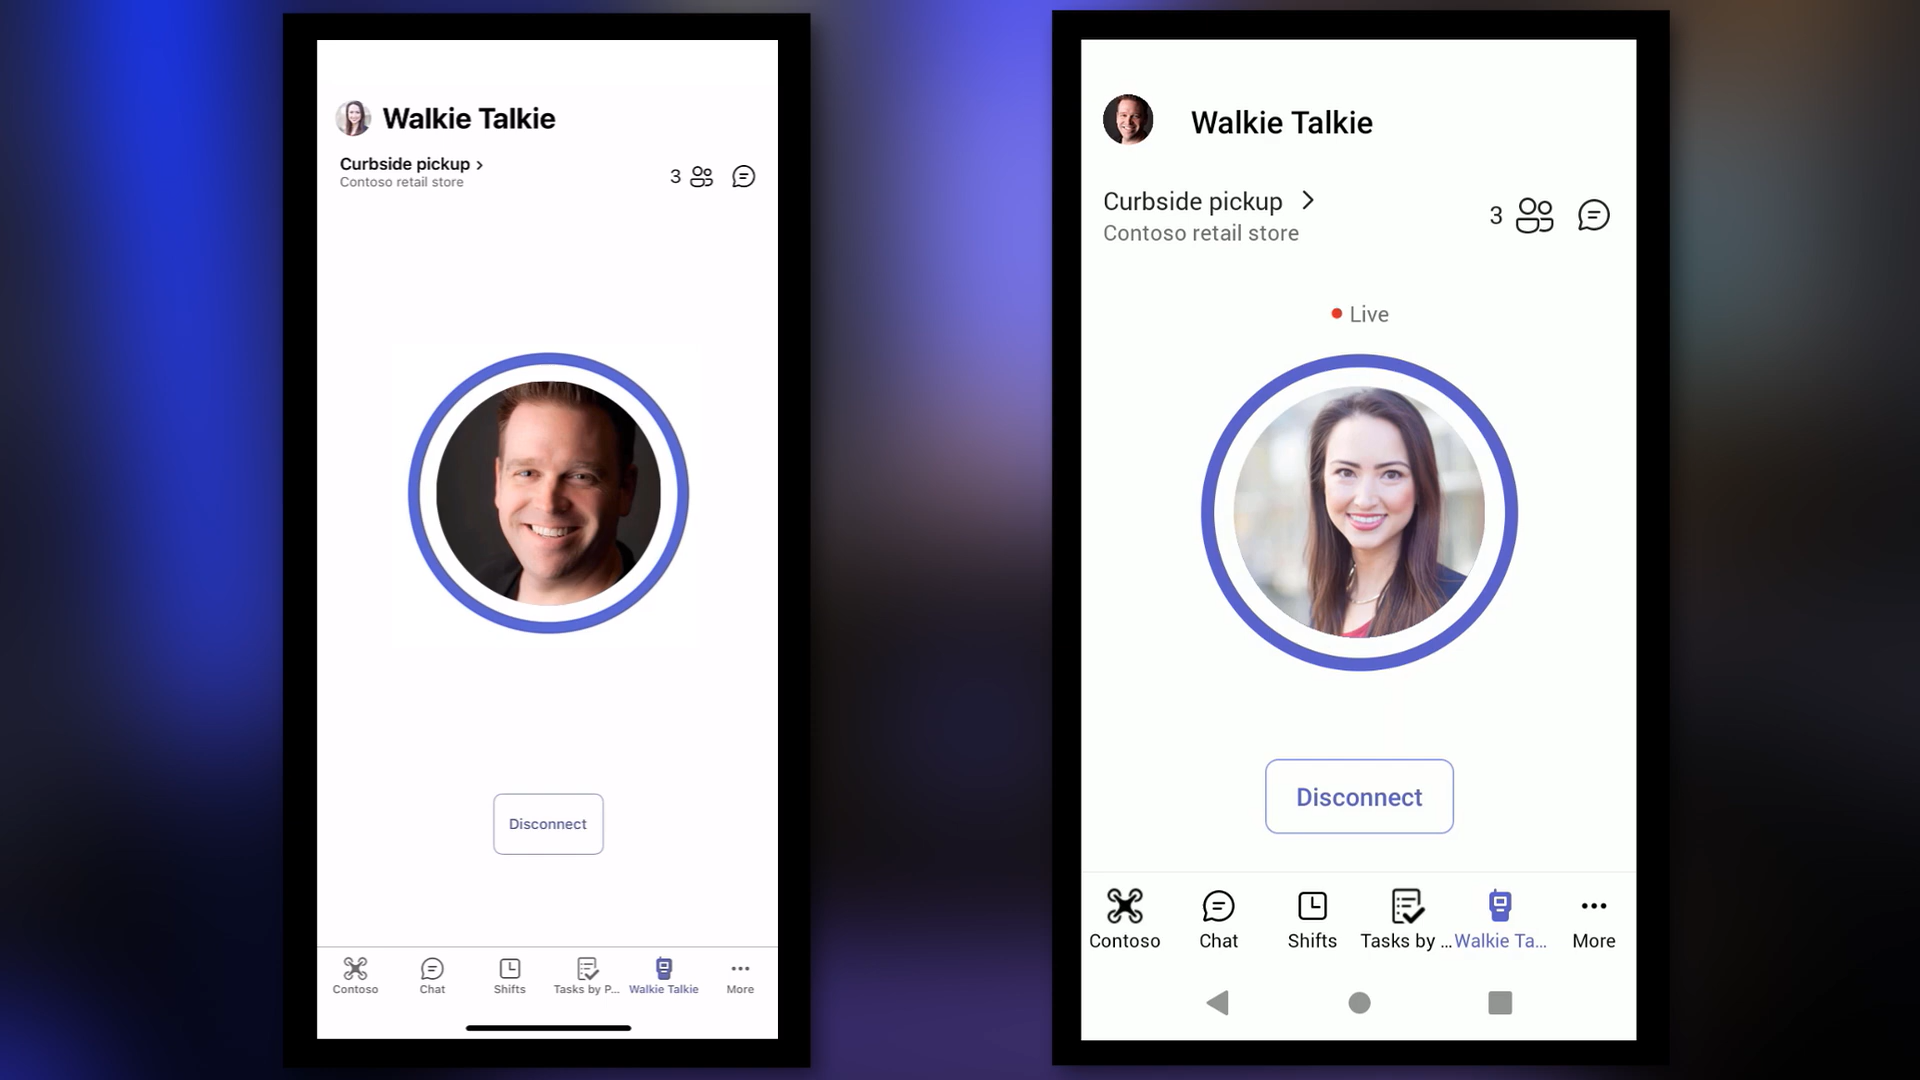 Walkie Talkie
Curbside pickup
Contoso retail store
3
Disconnect
Contoso
Chat
Shifts
Tasks by P...
Walkie Talkie
More
Walkie Talkie
Curbside pickup
Contoso retail store
3
Live
Disconnect
Contoso
Chat
Shifts
Tasks by ...
Walkie Ta...
More